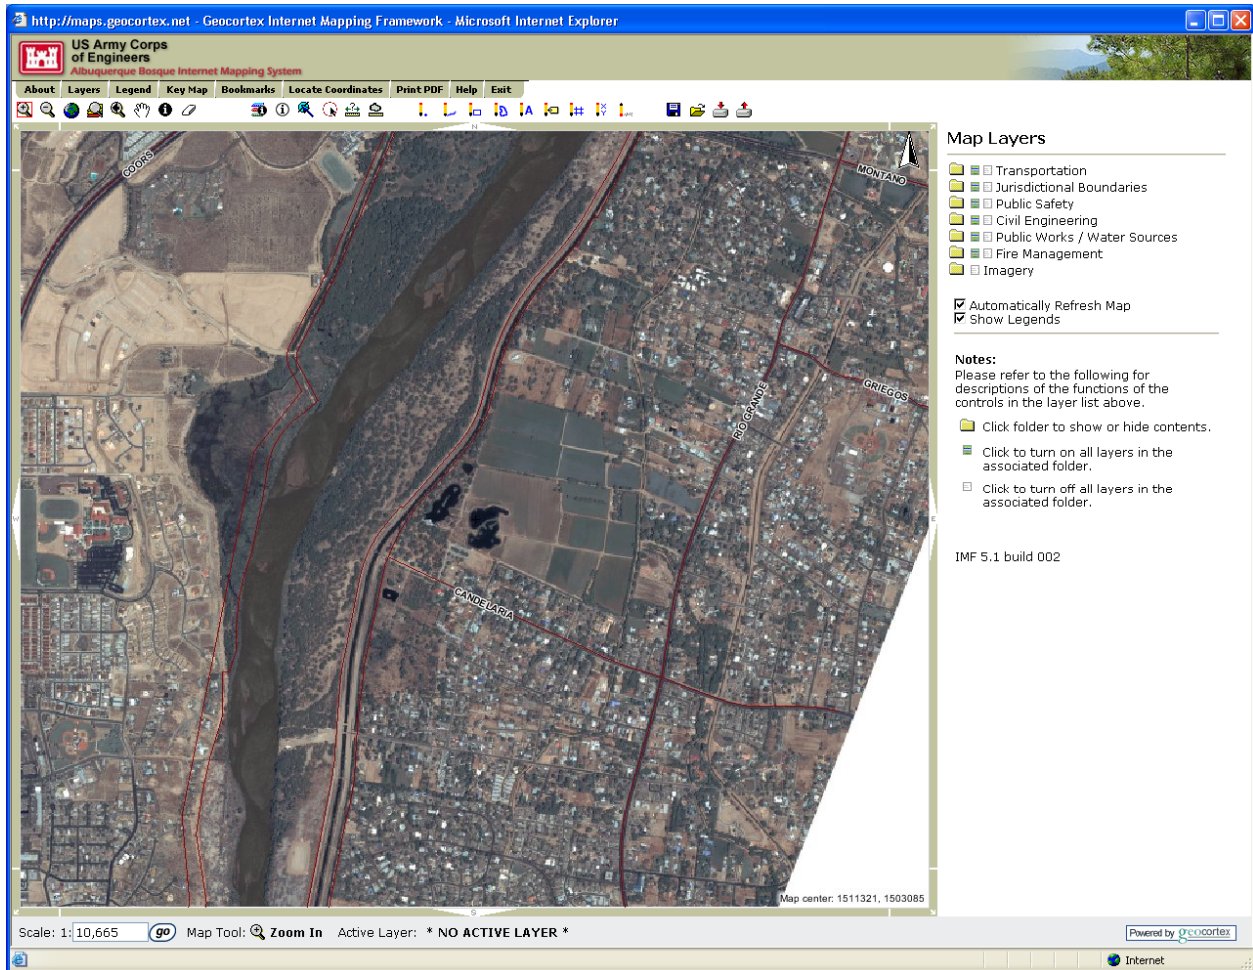 http://maps.geocortex.net - Geocortex Internet Mapping Framework - Microsoft Internet Explorer
US Army Corps
of Engineers
Albuquerque Bosque Internet Mapping System
About Layers Legend Key Map Bookmarks Locate Coordinates Print PDF Help Exit
N
COORS
MONTANO
GRIEGOS
RIO GRANDE
W
E
CANDELARIA
Map center: 1511321, 1503085
S
Map Layers
Transportation
Jurisdictional Boundaries
Public Safety
Civil Engineering
Public Works / Water Sources
Fire Management
Imagery
Automatically Refresh Map
Show Legends
Notes:
Please refer to the following for
descriptions of the functions of the
controls in the layer list above.
Click folder to show or hide contents.
Click to turn on all layers in the
associated folder.
Click to turn off all layers in the
associated folder.
IMF 5.1 build 002
Scale: 1: 10,665 go Map Tool: Zoom In Active Layer: * NO ACTIVE LAYER *
Powered by geocortex
Internet